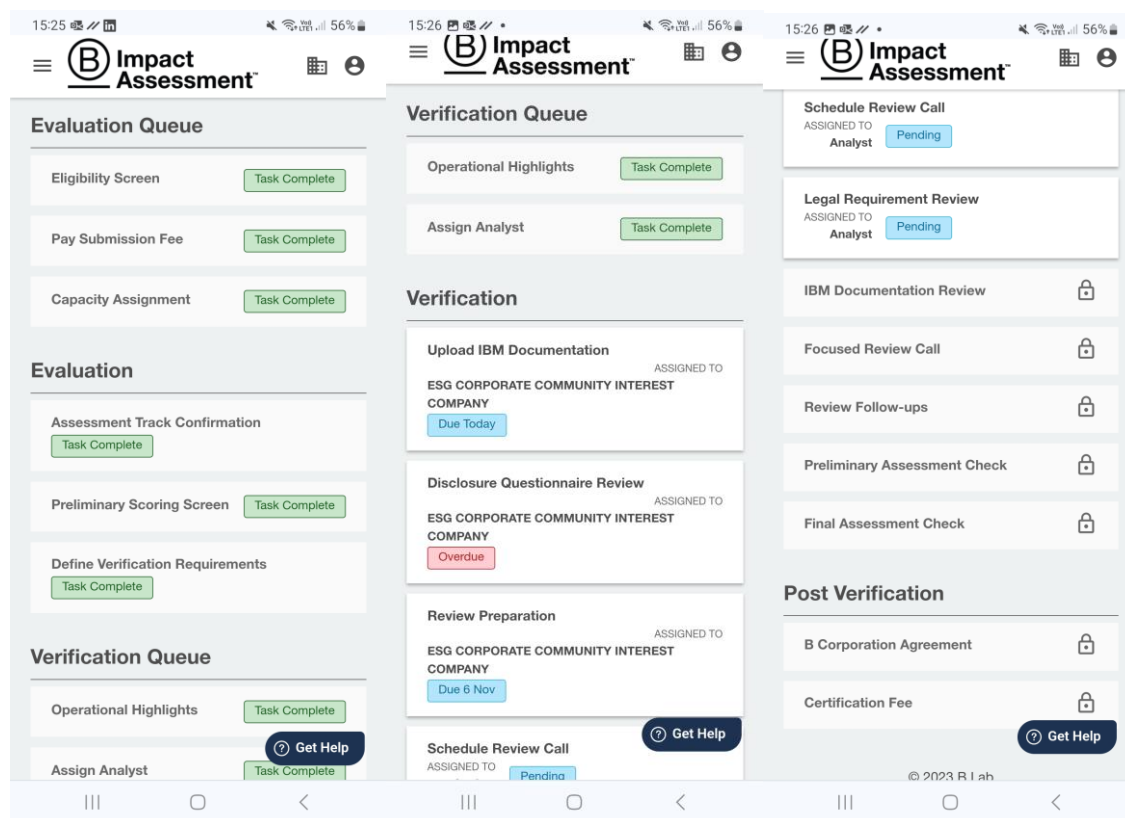 15:25
56%
B Impact
Assessment™
Evaluation Queue
Eligibility Screen
Task Complete
Pay Submission Fee
Task Complete
Capacity Assignment
Task Complete
Evaluation
Assessment Track Confirmation
Task Complete
Preliminary Scoring Screen
Task Complete
Define Verification Requirements
Task Complete
Verification Queue
Operational Highlights
Task Complete
Get Help
Assign Analyst
Task Complete
15:26
56%
B Impact
Assessment™
Verification Queue
Operational Highlights
Task Complete
Assign Analyst
Task Complete
Verification
Upload IBM Documentation
ASSIGNED TO
ESG CORPORATE COMMUNITY INTEREST
COMPANY
Due Today
Disclosure Questionnaire Review
ASSIGNED TO
ESG CORPORATE COMMUNITY INTEREST
COMPANY
Overdue
Review Preparation
ASSIGNED TO
ESG CORPORATE COMMUNITY INTEREST
COMPANY
Due 6 Nov
Get Help
Schedule Review Call
ASSIGNED TO
Pending
15:26
56%
B Impact
Assessment™
Schedule Review Call
ASSIGNED TO
Analyst
Pending
Legal Requirement Review
ASSIGNED TO
Analyst
Pending
IBM Documentation Review
Focused Review Call
Review Follow-ups
Preliminary Assessment Check
Final Assessment Check
Post Verification
B Corporation Agreement
Certification Fee
Get Help
© 2023 B Lab